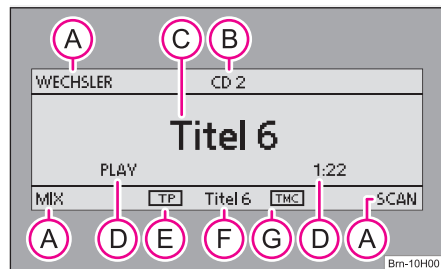 A C B
WECHSLER CD 2
Titel 6
PLAY 1:22
MIX TP Titel 6 TMC SCAN
A D E F G D A
Brn-10H00